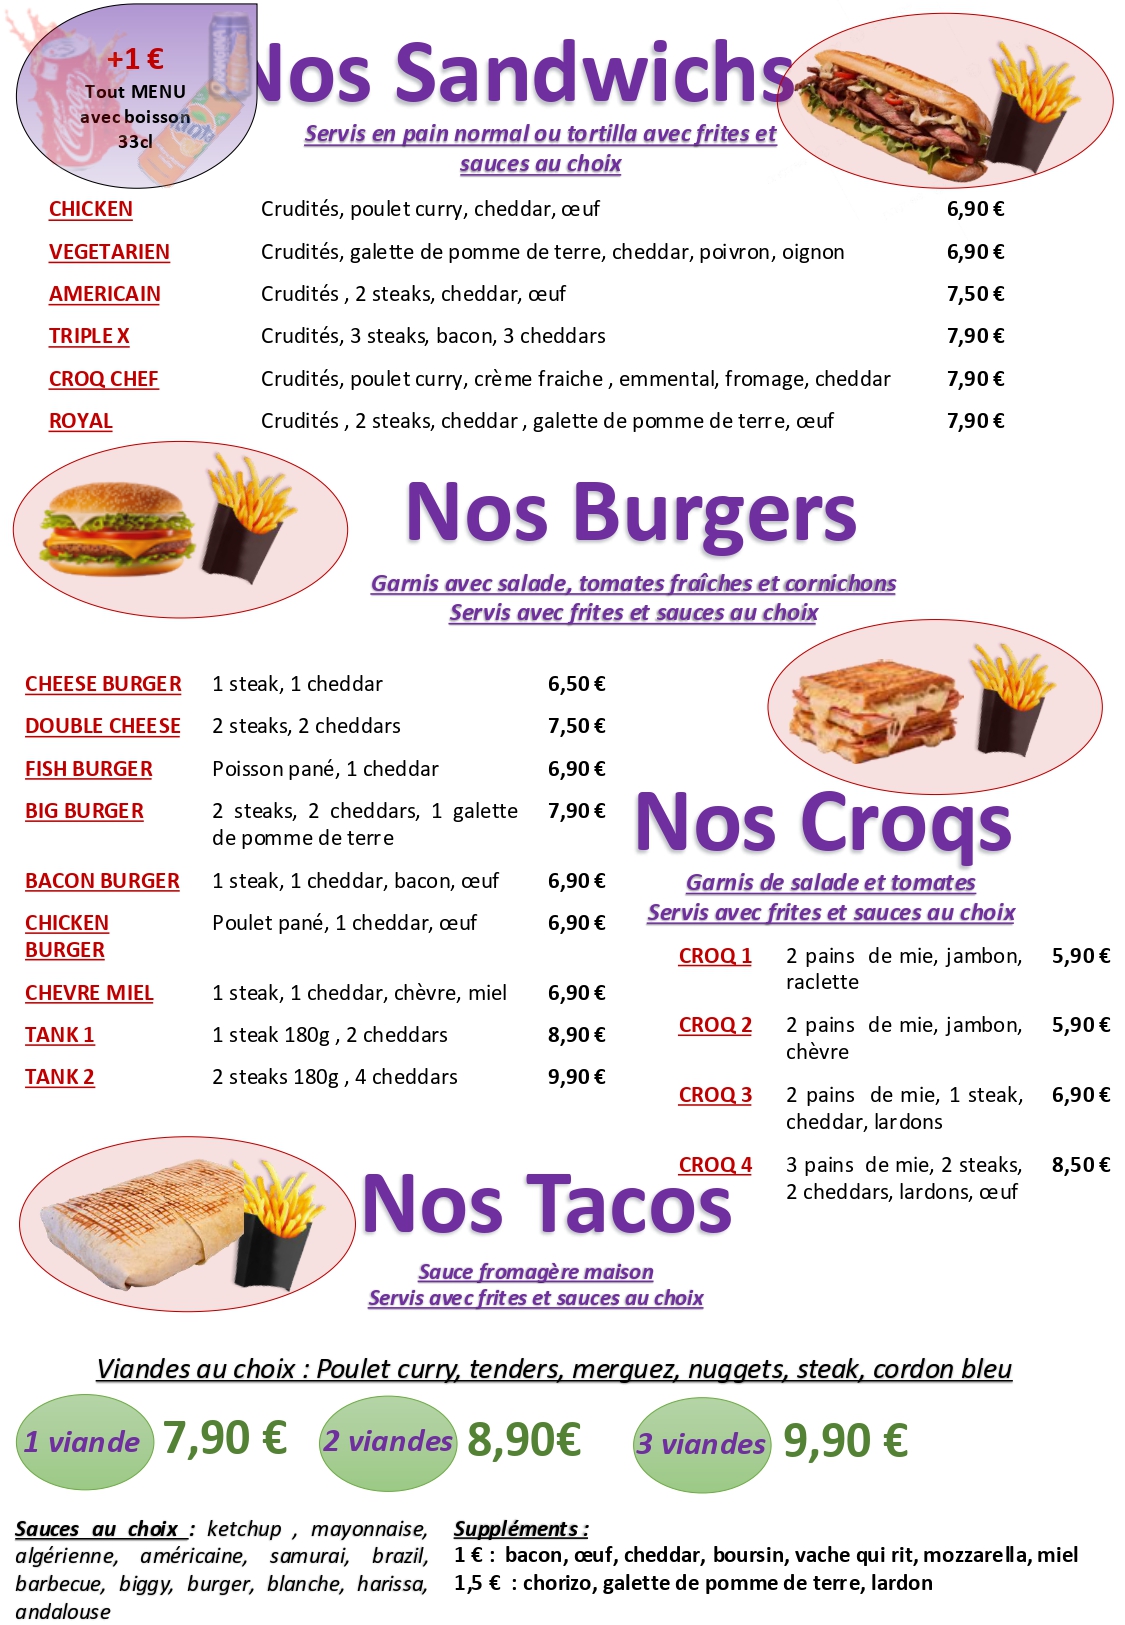 +1 €
Tout MENU
avec boisson
33cl
Nos Sandwichs
Servis en pain normal ou tortilla avec frites et
sauces au choix
CHICKEN Crudités, poulet curry, cheddar, œuf 6,90 €
VEGETARIEN Crudités, galette de pomme de terre, cheddar, poivron, oignon 6,90 €
AMERICAIN Crudités , 2 steaks, cheddar, œuf 7,50 €
TRIPLE X Crudités, 3 steaks, bacon, 3 cheddars 7,90 €
CROQ CHEF Crudités, poulet curry, crème fraiche , emmental, fromage, cheddar 7,90 €
ROYAL Crudités , 2 steaks, cheddar , galette de pomme de terre, œuf 7,90 €
Nos Burgers
Garnis avec salade, tomates fraîches et cornichons
Servis avec frites et sauces au choix
CHEESE BURGER 1 steak, 1 cheddar 6,50 €
DOUBLE CHEESE 2 steaks, 2 cheddars 7,50 €
FISH BURGER Poisson pané, 1 cheddar 6,90 €
BIG BURGER 2 steaks, 2 cheddars, 1 galette 7,90 €
de pomme de terre
BACON BURGER 1 steak, 1 cheddar, bacon, œuf 6,90 €
CHICKEN Poulet pané, 1 cheddar, œuf 6,90 €
BURGER
CHEVRE MIEL 1 steak, 1 cheddar, chèvre, miel 6,90 €
TANK 1 1 steak 180g , 2 cheddars 8,90 €
TANK 2 2 steaks 180g , 4 cheddars 9,90 €
Nos Croqs
Garnis de salade et tomates
Servis avec frites et sauces au choix
CROQ 1 2 pains de mie, jambon, 5,90 €
raclette
CROQ 2 2 pains de mie, jambon, 5,90 €
chèvre
CROQ 3 2 pains de mie, 1 steak, 6,90 €
cheddar, lardons
CROQ 4 3 pains de mie, 2 steaks, 8,50 €
2 cheddars, lardons, œuf
Nos Tacos
Sauce fromagère maison
Servis avec frites et sauces au choix
Viandes au choix : Poulet curry, tenders, merguez, nuggets, steak, cordon bleu
1 viande 7,90 € 2 viandes 8,90€ 3 viandes 9,90 €
Sauces au choix : ketchup , mayonnaise,
algérienne, américaine, samurai, brazil,
barbecue, biggy, burger, blanche, harissa,
andalouse
Suppléments :
1 € : bacon, œuf, cheddar, boursin, vache qui rit, mozzarella, miel
1,5 € : chorizo, galette de pomme de terre, lardon